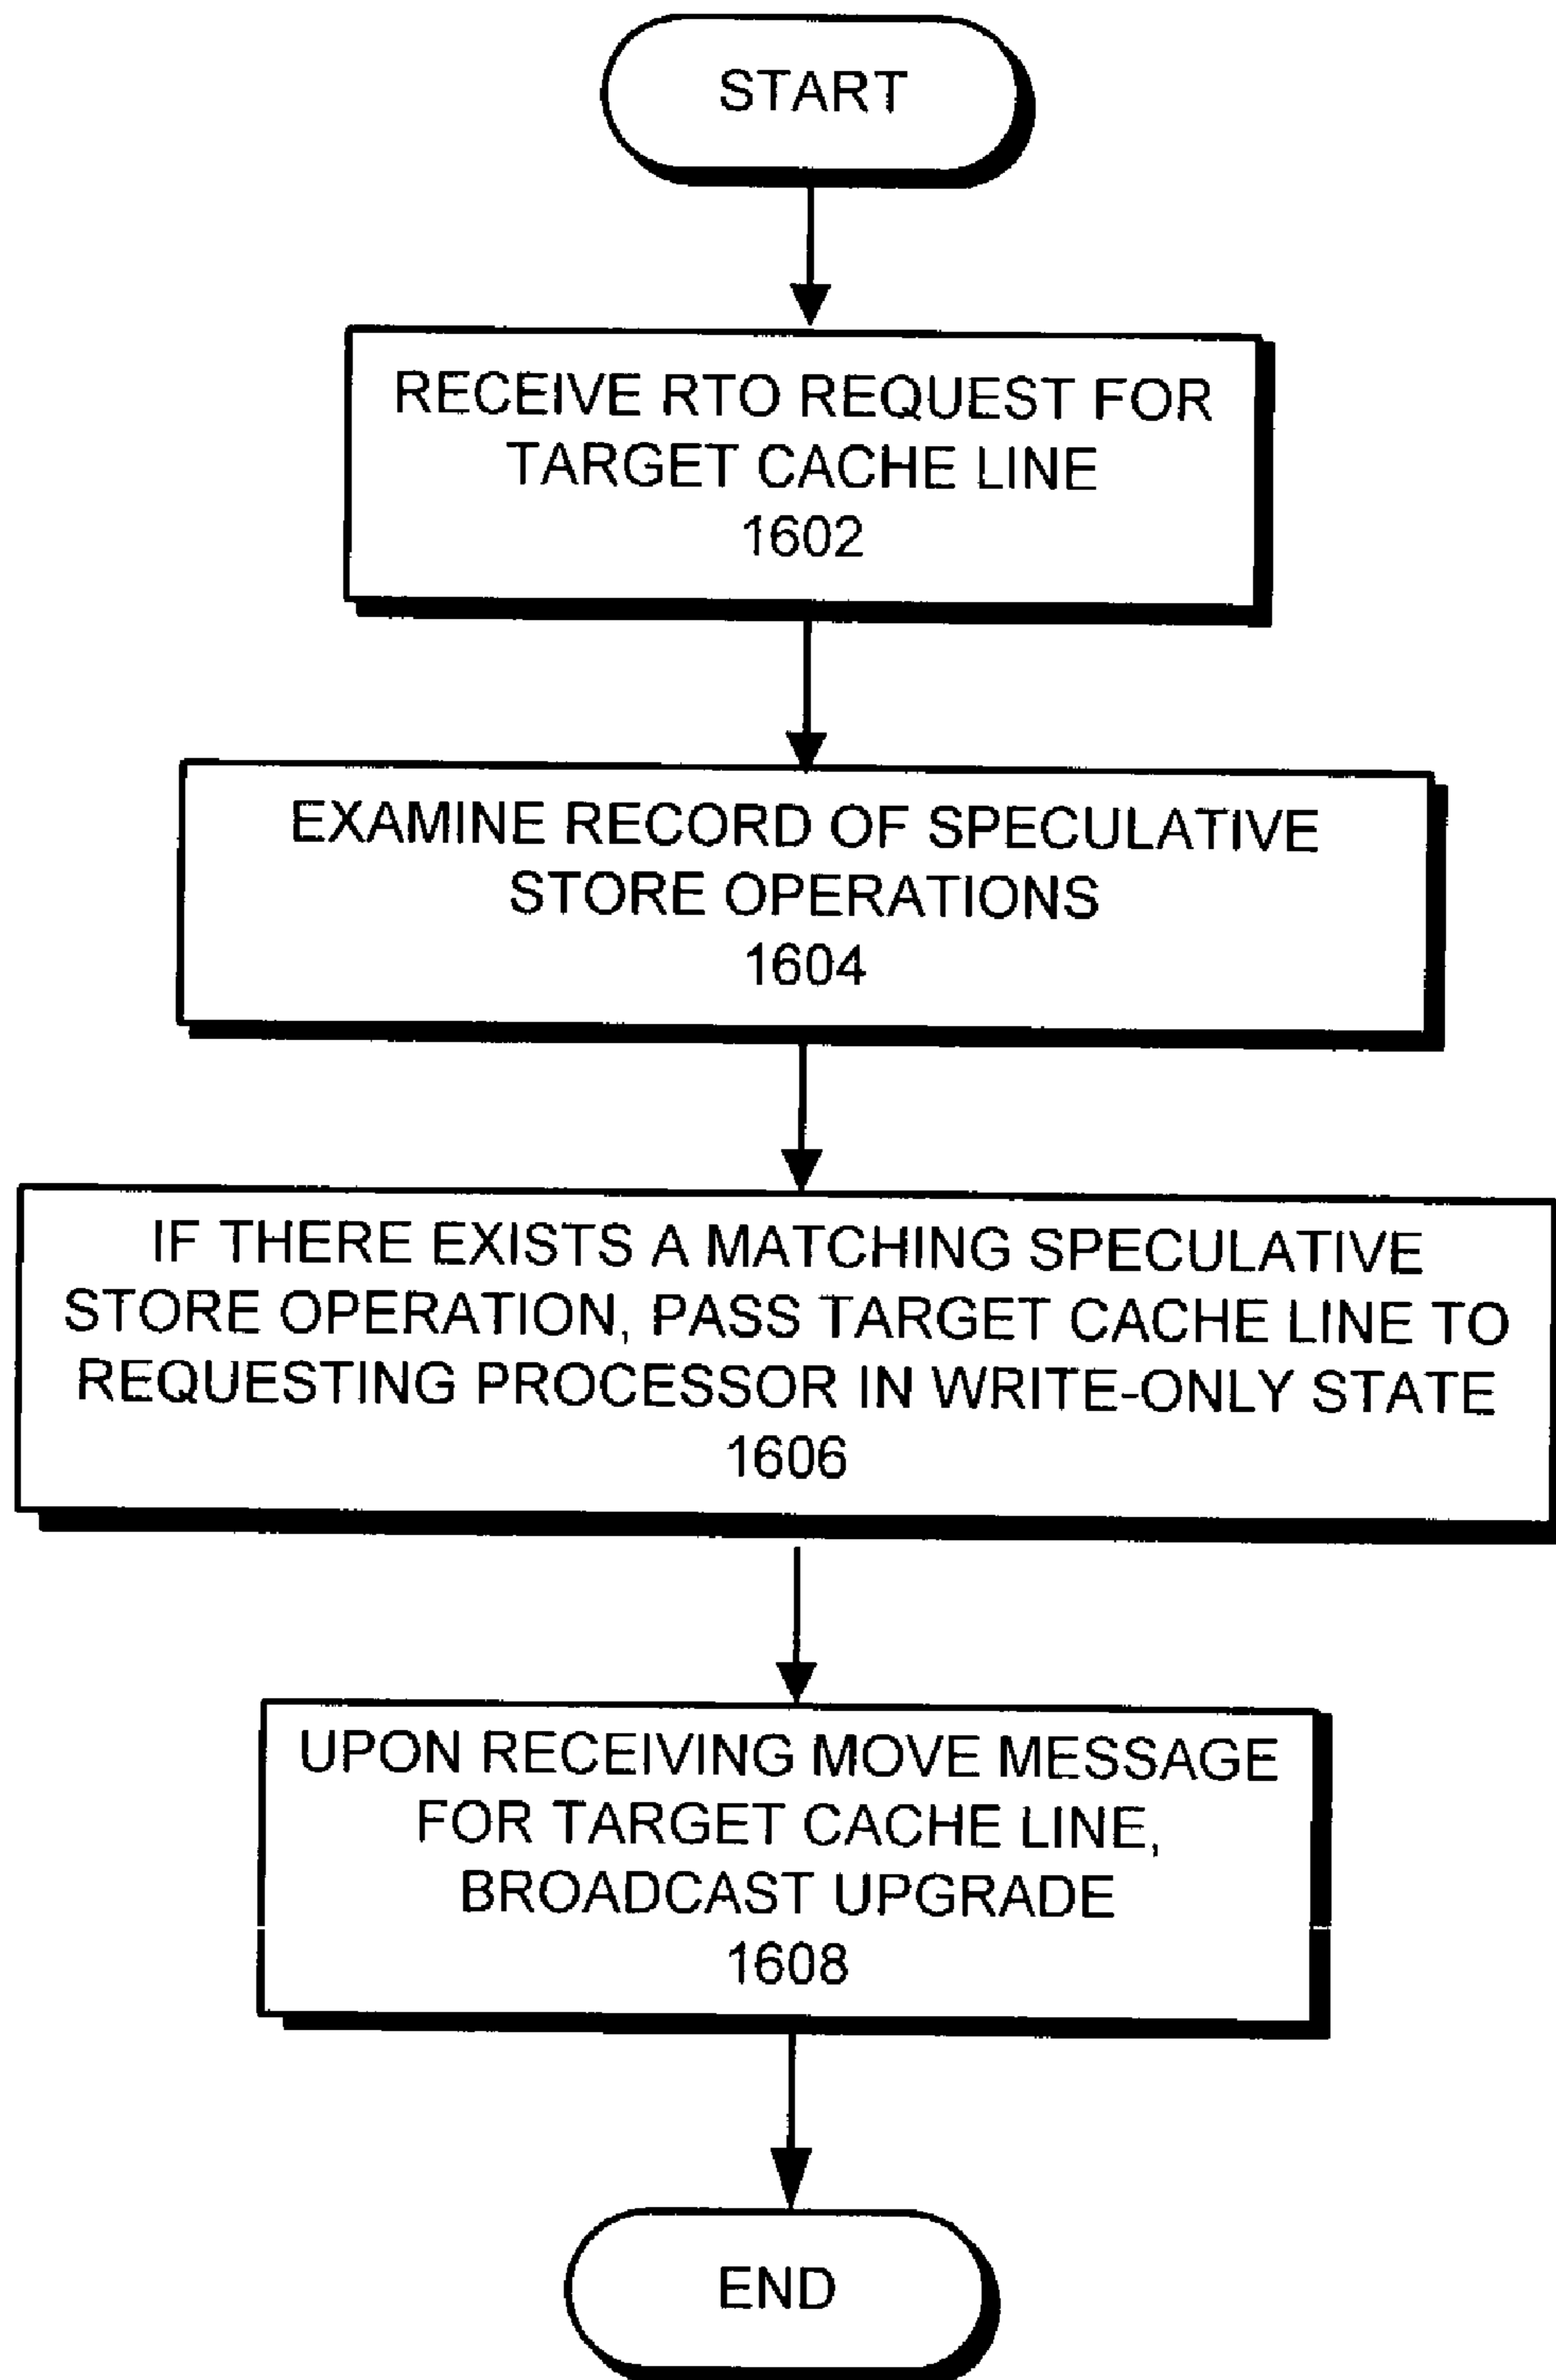 START
RECEIVE RTO REQUEST FOR
TARGET CACHE LINE
1602
EXAMINE RECORD OF SPECULATIVE
STORE OPERATIONS
1604
IF THERE EXISTS A MATCHING SPECULATIVE
STORE OPERATION, PASS TARGET CACHE LINE TO
REQUESTING PROCESSOR IN WRITE-ONLY STATE
1606
UPON RECEIVING MOVE MESSAGE
FOR TARGET CACHE LINE,
BROADCAST UPGRADE
1608
END